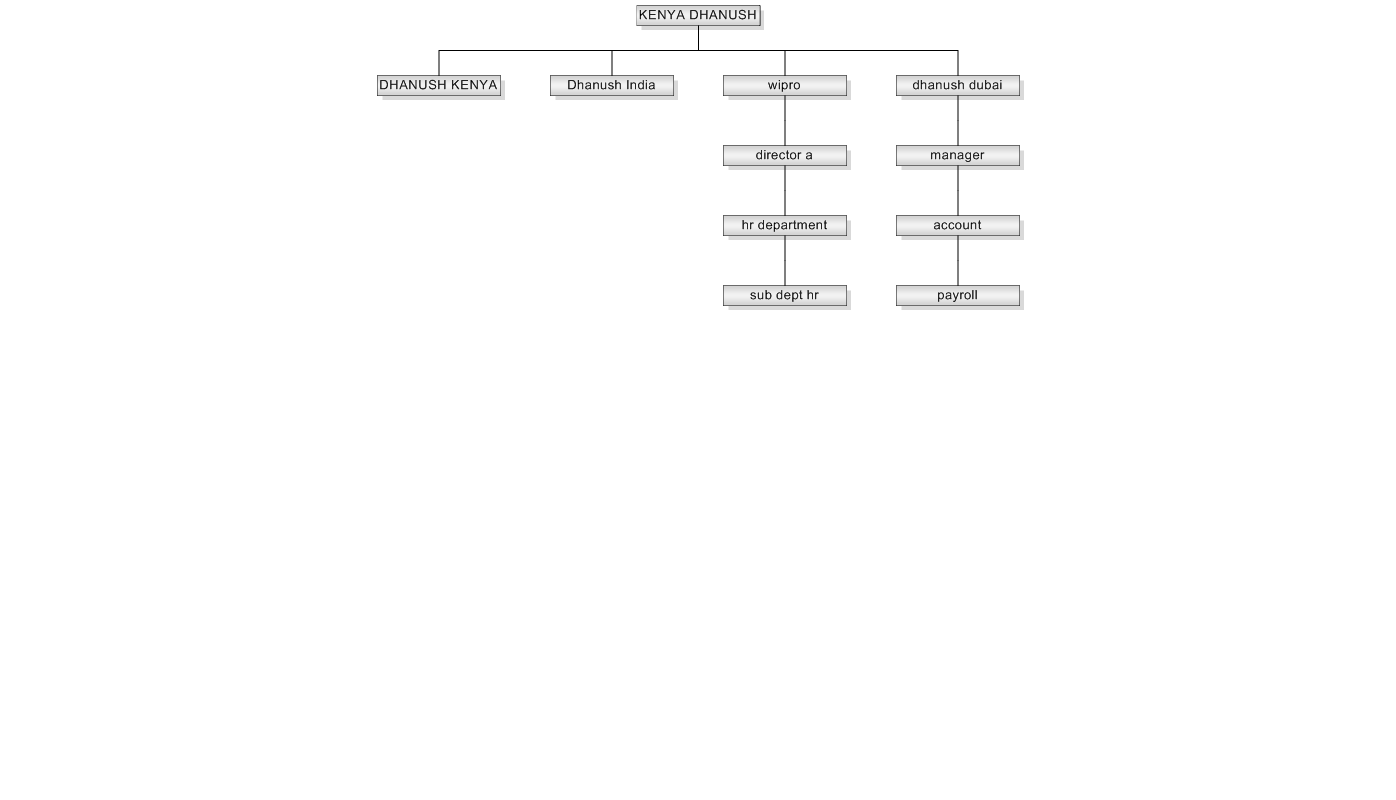 KENYA DHANUSH
DHANUSH KENYA
Dhanush India
wipro
dhanush dubai
director a
manager
hr department
account
sub dept hr
payroll